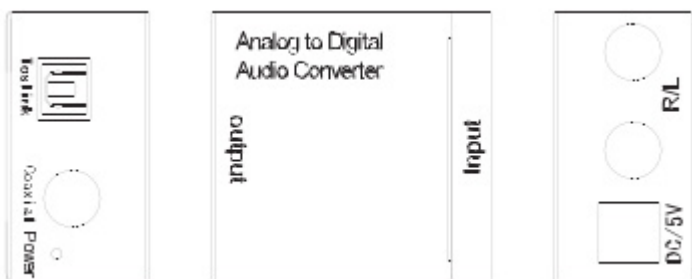 Toslink
Coaxial Power
Analog to Digital
Audio Converter
output
Input
R/L
DC/5V